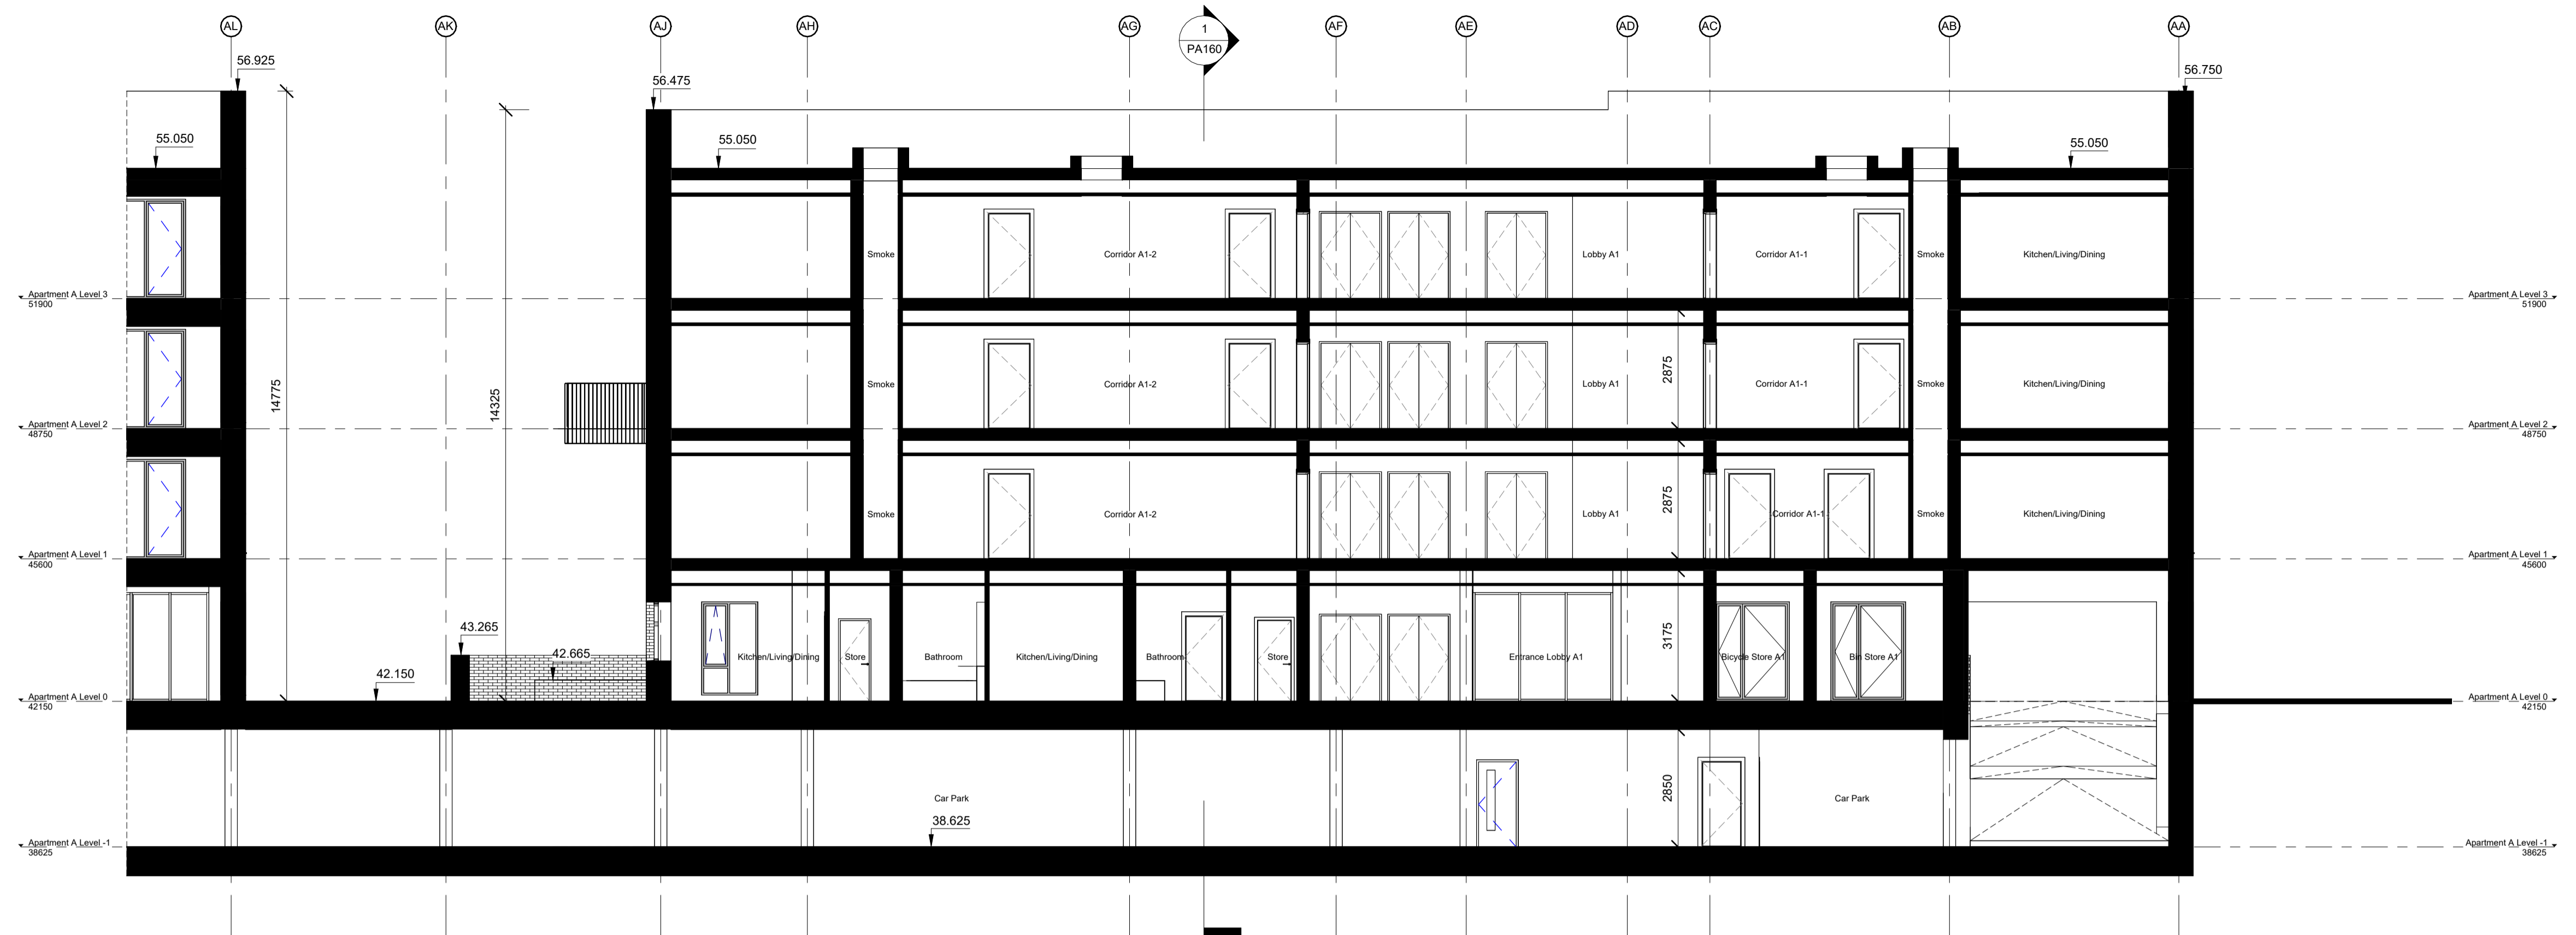 AL AK AJ AH AG AF AE AD AC AB AA
1
PA160
56.925
56.475
56.750
55.050
55.050
55.050
14775
14325
Smoke Corridor A1-2 Lobby A1 Corridor A1-1 Smoke Kitchen/Living/Dining
Apartment A Level 3
51900
Apartment A Level 3
51900
2875
Smoke Corridor A1-2 Lobby A1 Corridor A1-1 Smoke Kitchen/Living/Dining
Apartment A Level 2
48750
Apartment A Level 2
48750
2875
Smoke Corridor A1-2 Lobby A1 Corridor A1-1 Smoke Kitchen/Living/Dining
Apartment A Level 1
45600
Apartment A Level 1
45600
43.265
42.665
42.150
3175
Kitchen/Living/Dining Store Bathroom Kitchen/Living/Dining Bathroom Store Entrance Lobby A1 Bicycle Store A1 Bin Store A1
Apartment A Level 0
42150
Apartment A Level 0
42150
2850
Car Park Car Park
38.625
Apartment A Level -1
38625
Apartment A Level -1
38625